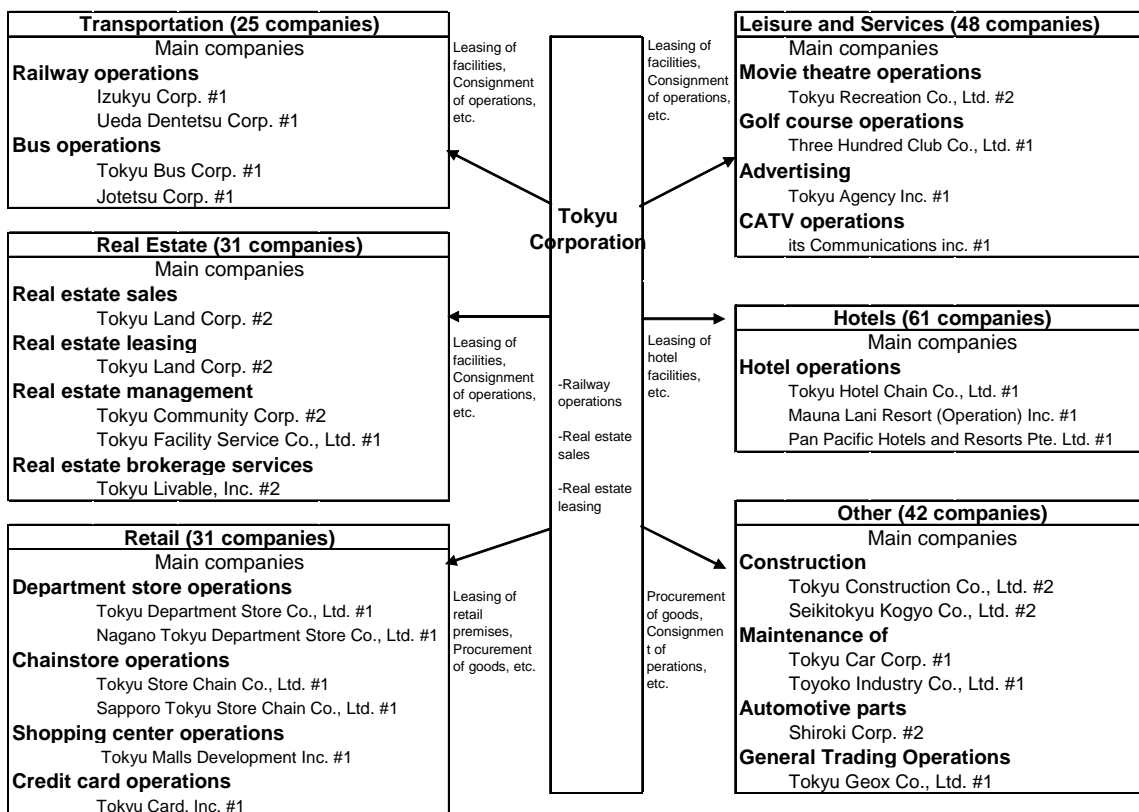 Transportation (25 companies)
Main companies
Railway operations
Izukyu Corp. #1
Ueda Dentetsu Corp. #1
Bus operations
Tokyu Bus Corp. #1
Jotetsu Corp. #1
Real Estate (31 companies)
Main companies
Real estate sales
Tokyu Land Corp. #2
Real estate leasing
Tokyu Land Corp. #2
Real estate management
Tokyu Community Corp. #2
Tokyu Facility Service Co., Ltd. #1
Real estate brokerage services
Tokyu Livable, Inc. #2
Retail (31 companies)
Main companies
Department store operations
Tokyu Department Store Co., Ltd. #1
Nagano Tokyu Department Store Co., Ltd. #1
Chainstore operations
Tokyu Store Chain Co., Ltd. #1
Sapporo Tokyu Store Chain Co., Ltd. #1
Shopping center operations
Tokyu Malls Development Inc. #1
Credit card operations
Tokyu Card, Inc. #1
Leasing of
facilities,
Consignment
of operations,
etc.
Leasing of
facilities,
Consignment
of operations,
etc.
Leasing of
retail
premises,
Procurement
of goods, etc.
Tokyu
Corporation
-Railway
operations
-Real estate
sales
-Real estate
leasing
Leasing of
facilities,
Consignment
of operations,
etc.
Leasing of
hotel
facilities,
etc.
Procurement
of goods,
Consignmen
t of
perations,
etc.
Leisure and Services (48 companies)
Main companies
Movie theatre operations
Tokyu Recreation Co., Ltd. #2
Golf course operations
Three Hundred Club Co., Ltd. #1
Advertising
Tokyu Agency Inc. #1
CATV operations
its Communications inc. #1
Hotels (61 companies)
Main companies
Hotel operations
Tokyu Hotel Chain Co., Ltd. #1
Mauna Lani Resort (Operation) Inc. #1
Pan Pacific Hotels and Resorts Pte. Ltd. #1
Other (42 companies)
Main companies
Construction
Tokyu Construction Co., Ltd. #2
Seikitokyu Kogyo Co., Ltd. #2
Maintenance of
Tokyu Car Corp. #1
Toyoko Industry Co., Ltd. #1
Automotive parts
Shiroki Corp. #2
General Trading Operations
Tokyu Geox Co., Ltd. #1